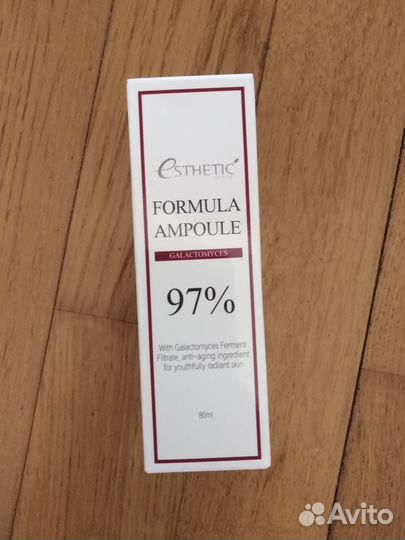 eSTHETIC
FORMULA
AMPOULE
GALACTOMYCES
97%
With Galactomyces Ferment
Filtrate, anti-aging ingredient
for youthfully radiant skin
80ml
Avito